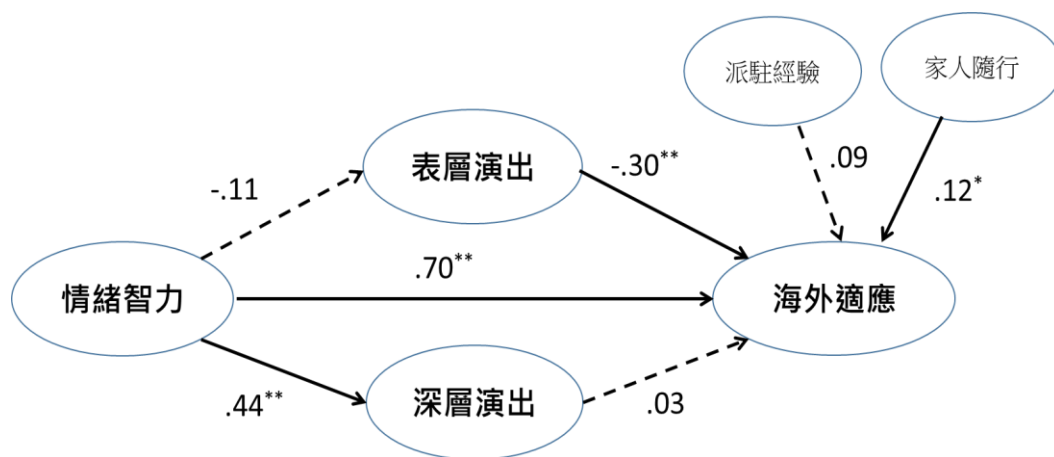 派駐經驗
家人隨行
表層演出
-.30**
.09
.12*
-.11
.70**
情緒智力
海外適應
.44**
深層演出
.03